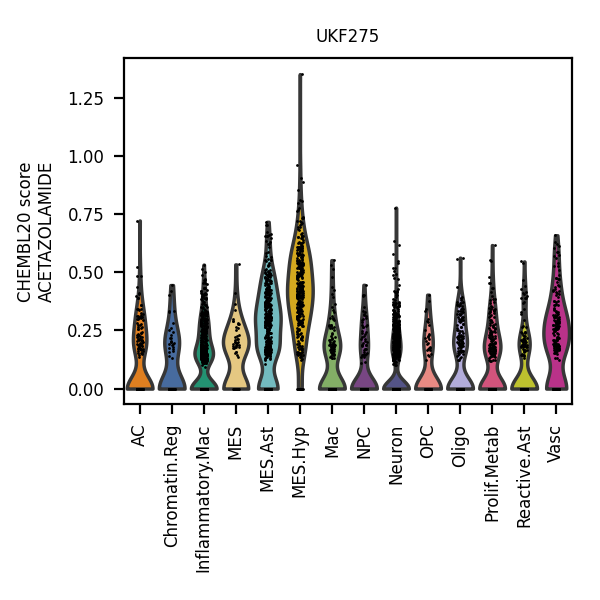 UKF275
CHEMBL20 score
ACETAZOLAMIDE
1.25
1.00
0.75
0.50
0.25
0.00
AC
Chromatin.Reg
Inflammatory.Mac
MES
MES.Ast
MES.Hyp
Mac
NPC
Neuron
OPC
Oligo
Prolif.Metab
Reactive.Ast
Vasc